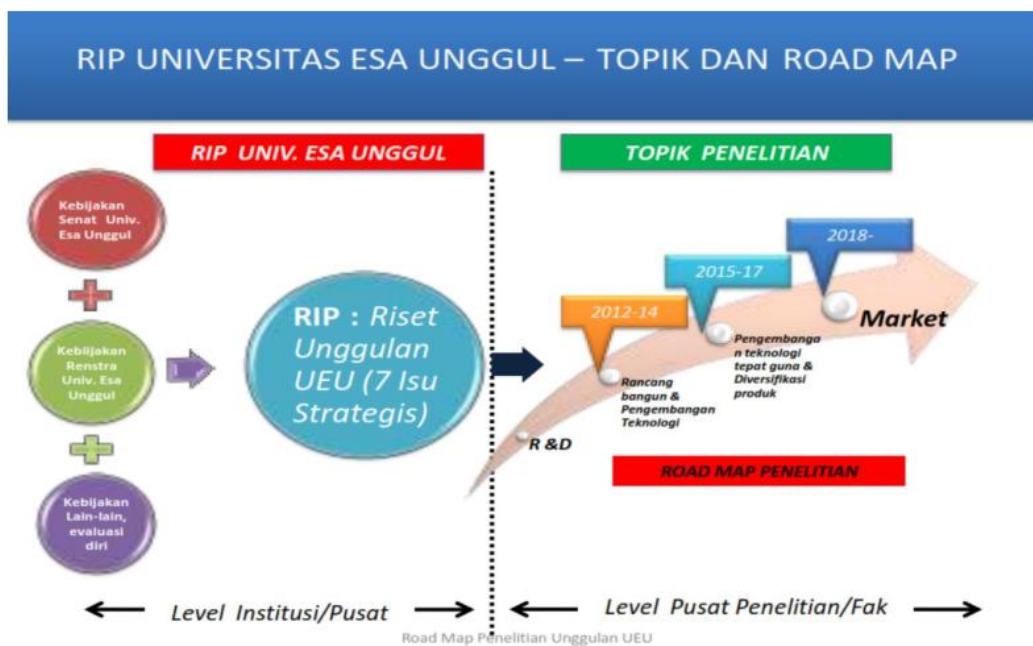 RIP UNIVERSITAS ESA UNGGUL – TOPIK DAN ROAD MAP
RIP UNIV. ESA UNGGUL
TOPIK PENELITIAN
Kebijakan
Senat Univ.
Esa Unggul
Kebiijakan
Renstra
Univ. Esa
Unggul
Kebijakan
Lain-lain,
evaluasi
diri
RIP : Riset
Unggulan
UEU (7 Isu
Strategis)
2012-14
2015-17
2018-
R &D
Rancang
bangun &
Pengembangan
Teknologi
Pengembanga
n teknologi
tepat guna &
Diversifikasi
produk
Market
ROAD MAP PENELITIAN
Level Institusi/Pusat
Level Pusat Penelitian/Fak
Road Map Penelitian Unggulan UEU